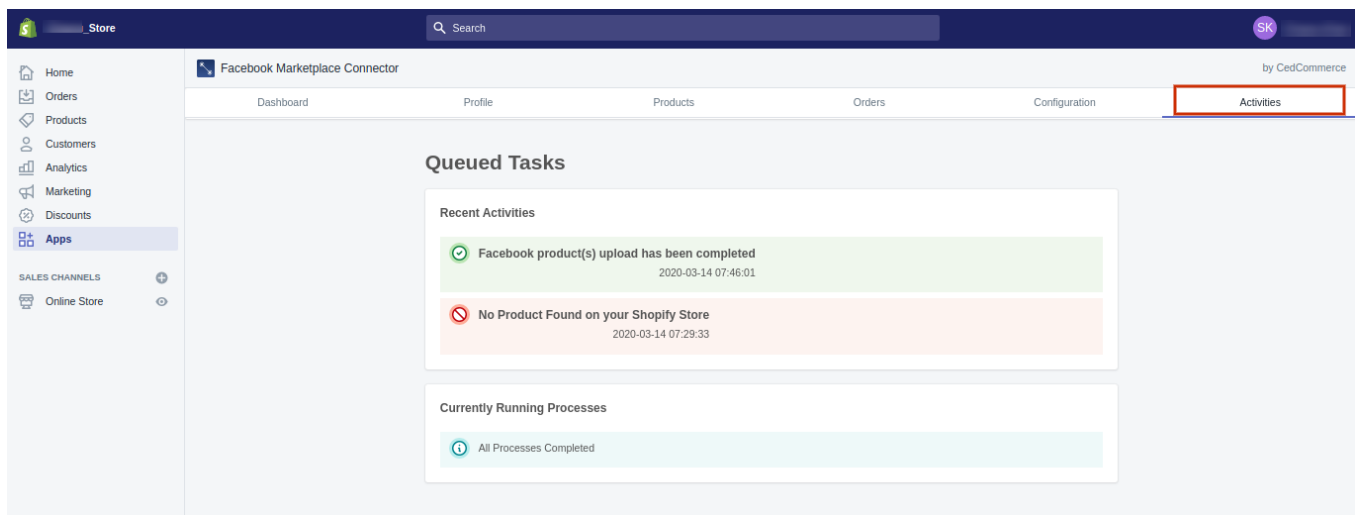 _Store
Search
SK
Home
Orders
Products
Customers
Analytics
Marketing
Discounts
Apps
SALES CHANNELS
Online Store
Facebook Marketplace Connector
by CedCommerce
Dashboard Profile Products Orders Configuration Activities
Queued Tasks
Recent Activities
Facebook product(s) upload has been completed
2020-03-14 07:46:01
No Product Found on your Shopify Store
2020-03-14 07:29:33
Currently Running Processes
All Processes Completed